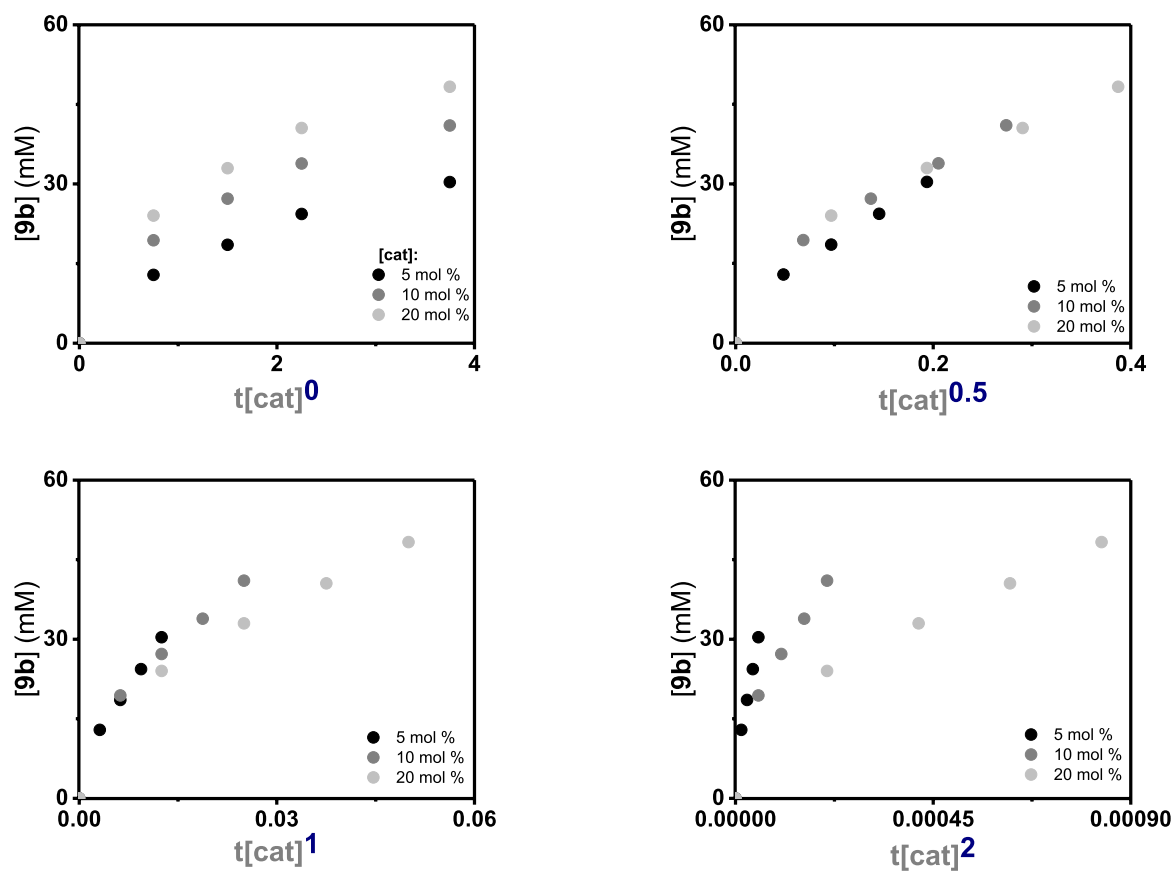 60
30
0
[9b] (mM)
[cat]:
5 mol %
10 mol %
20 mol %
0
2
4
t[cat]0
60
30
0
[9b] (mM)
5 mol %
10 mol %
20 mol %
0.0
0.2
0.4
t[cat]0.5
60
30
0
[9b] (mM)
5 mol %
10 mol %
20 mol %
0.00
0.03
0.06
t[cat]1
60
30
0
[9b] (mM)
5 mol %
10 mol %
20 mol %
0.00000
0.00045
0.00090
t[cat]2